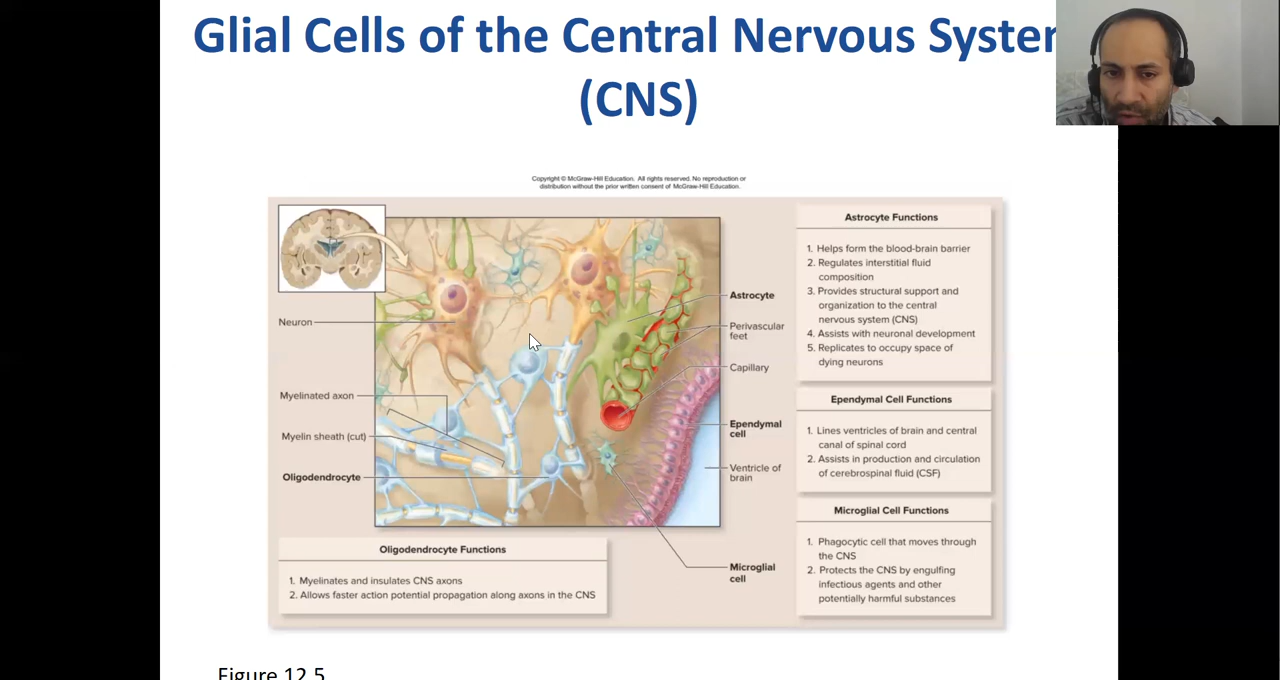 Glial Cells of the Central Nervous System
(CNS)
Copyright © McGraw-Hill Education. All rights reserved. No reproduction or
distribution without the prior written consent of McGraw-Hill Education.
Neuron
Myelinated axon
Myelin sheath (cut)
Oligodendrocyte
Astrocyte
Perivascular
feet
Capillary
Ependymal
cell
Ventricle of
brain
Microglial
cell
Oligodendrocyte Functions
1. Myelinates and insulates CNS axons
2. Allows faster action potential propagation along axons in the CNS
Astrocyte Functions
1. Helps form the blood-brain barrier
2. Regulates interstitial fluid
composition
3. Provides structural support and
organization to the central
nervous system (CNS)
4. Assists with neuronal development
5. Replicates to occupy space of
dying neurons
Ependymal Cell Functions
1. Lines ventricles of brain and central
canal of spinal cord
2. Assists in production and circulation
of cerebrospinal fluid (CSF)
Microglial Cell Functions
1. Phagocytic cell that moves through
the CNS
2. Protects the CNS by engulfing
infectious agents and other
potentially harmful substances
Figure 12.5